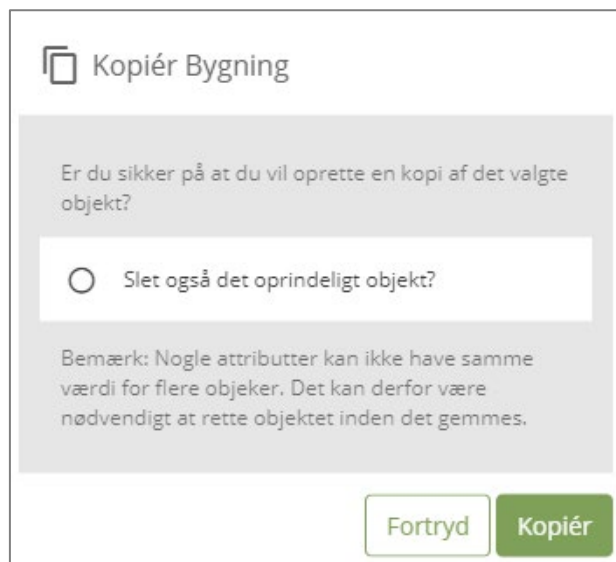 Kopiér Bygning
Er du sikker på at du vil oprette en kopi af det valgte
objekt?
Slet også det oprindeligt objekt?
Bemærk: Nogle attributter kan ikke have samme
værdi for flere objeker. Det kan derfor være
nødvendigt at rette objektet inden det gemmes.
Fortryd
Kopiér